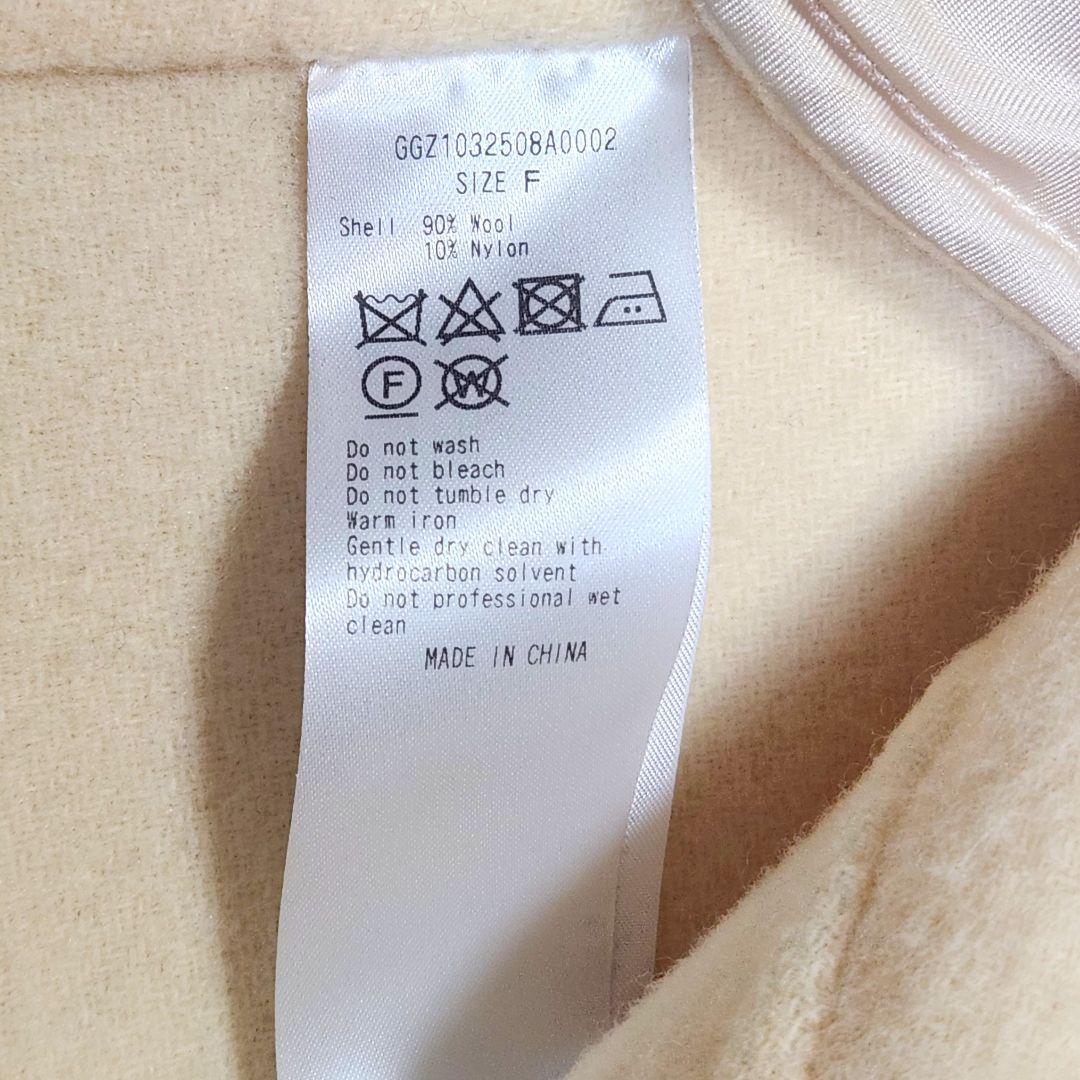 GGZ1032508A0002
SIZE F
Shell 90% Wool
10% Nylon
F W
Do not wash
Do not bleach
Do not tumble dry
Warm iron
Gentle dry clean with
hydrocarbon solvent
Do not professional wet
clean
MADE IN CHINA